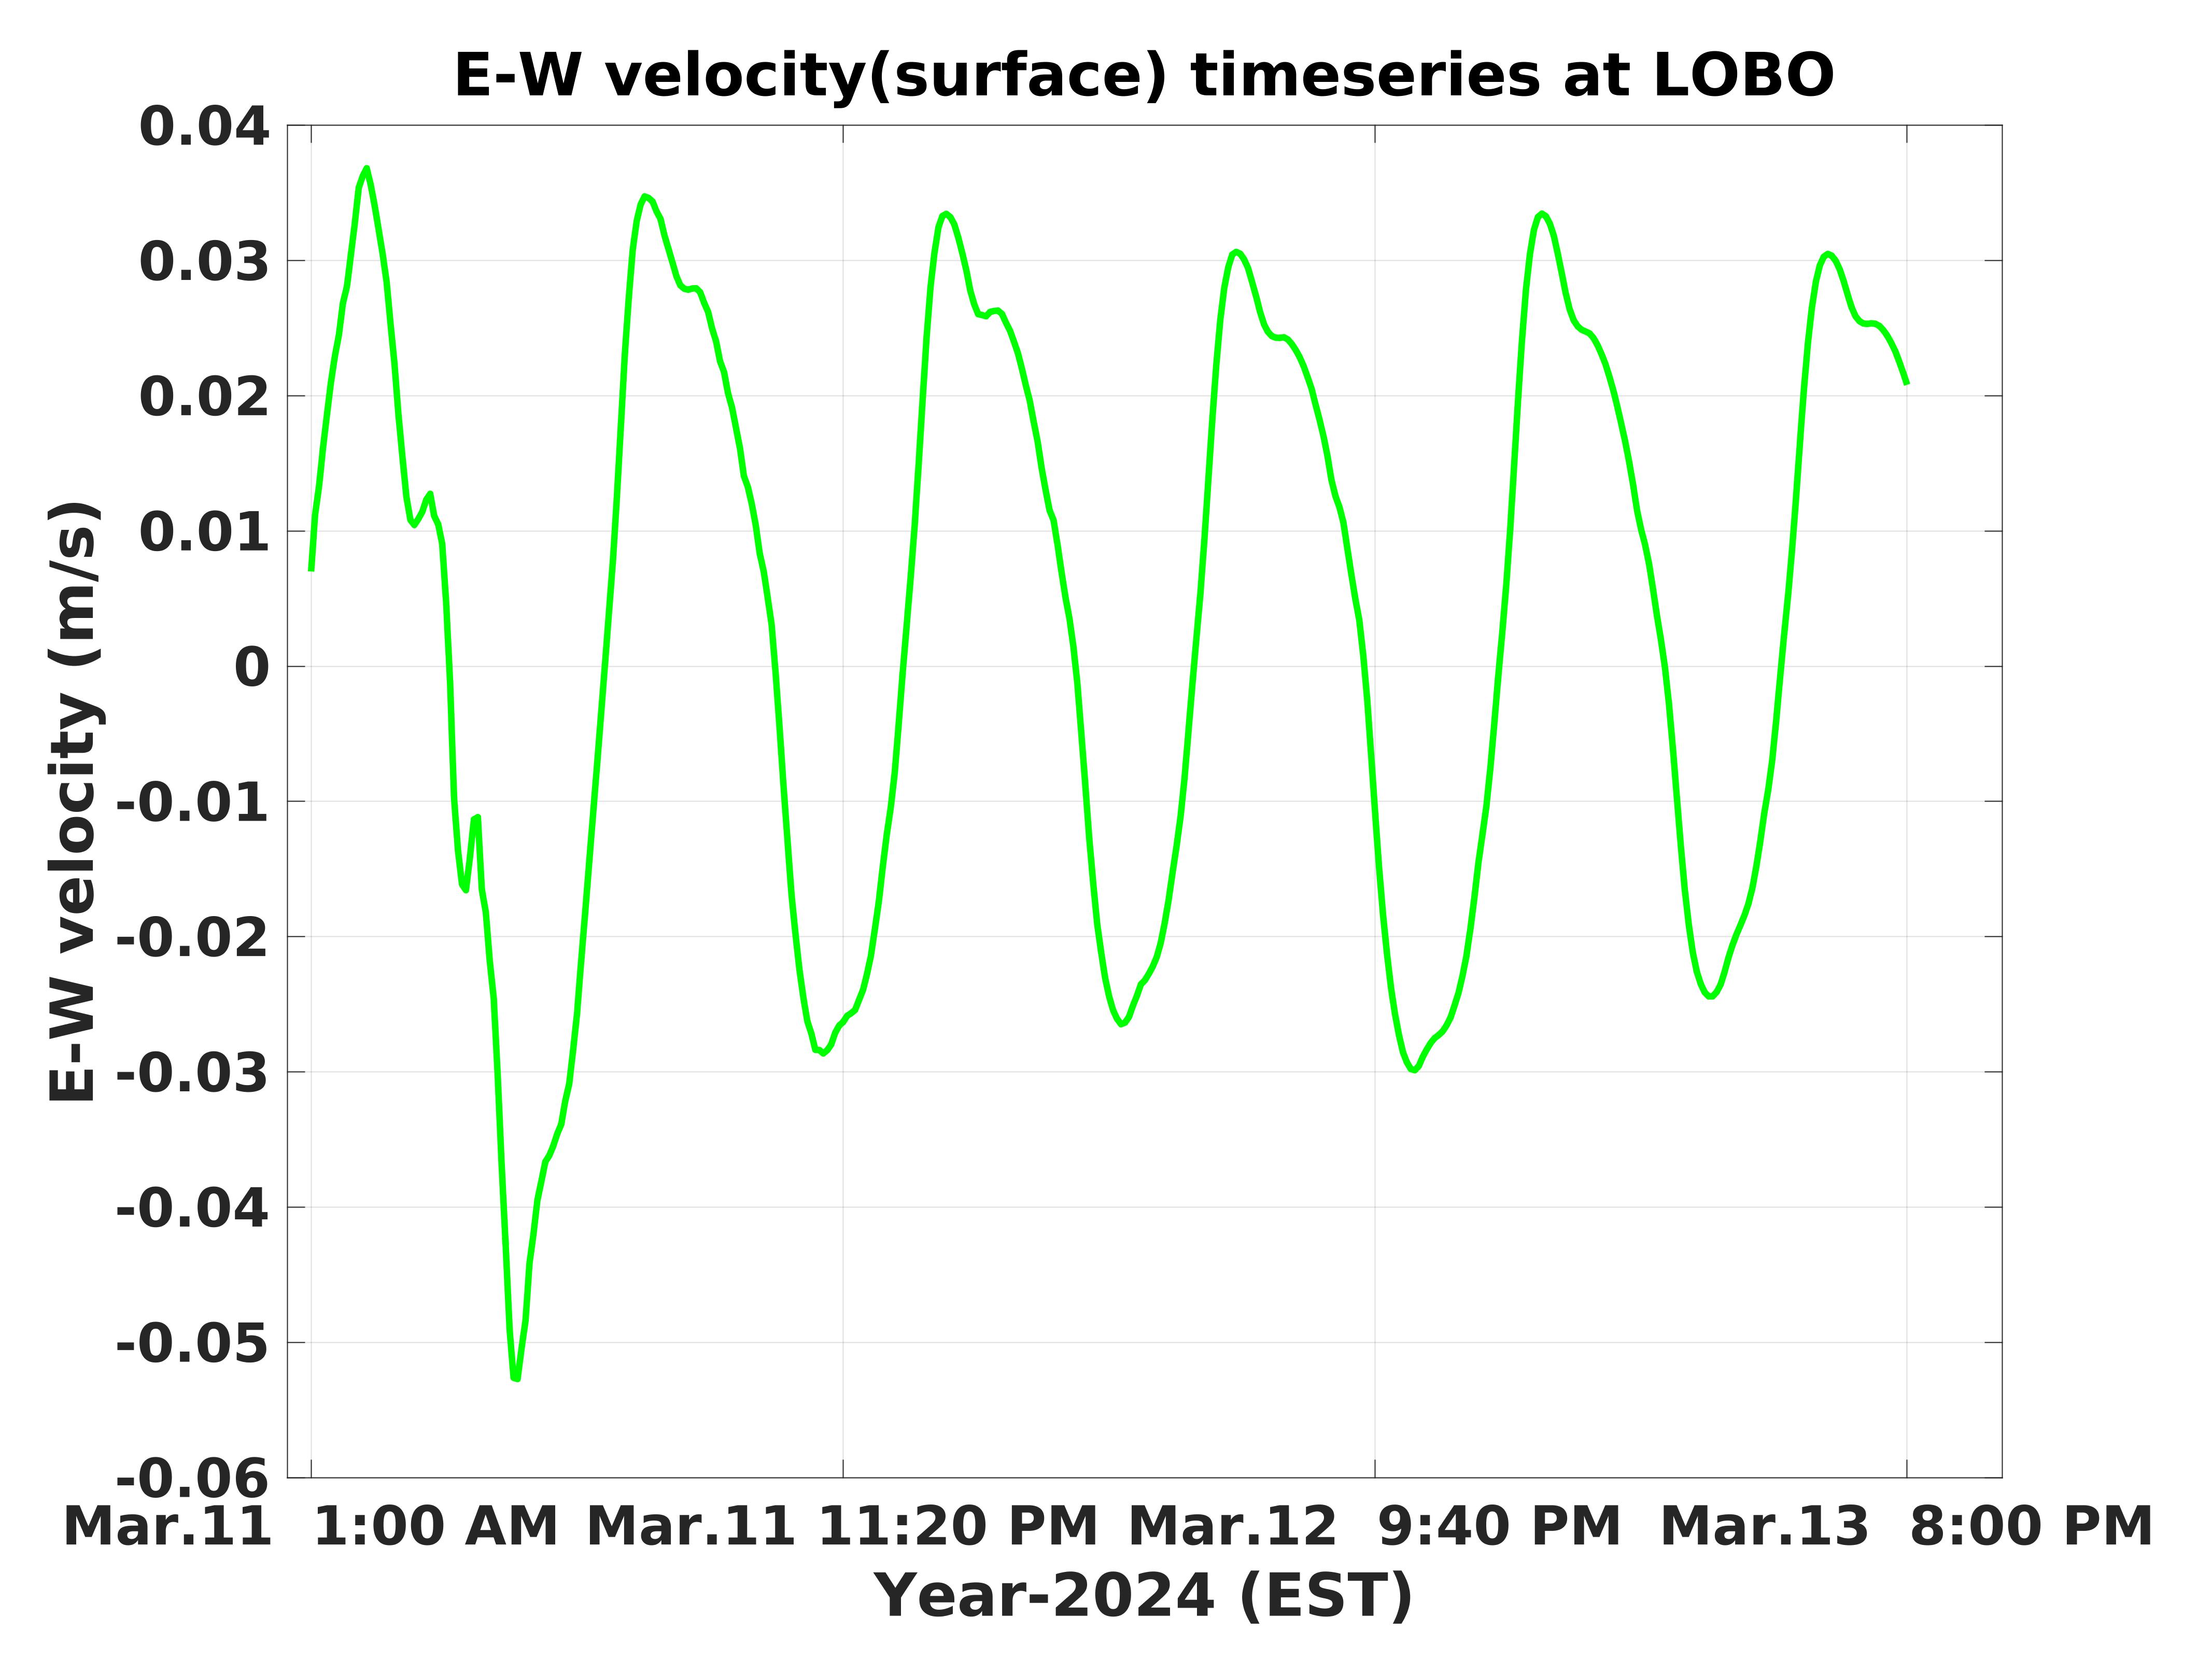 E-W velocity(surface) timeseries at LOBO
0.04
0.03
0.02
0.01
0
-0.01
-0.02
-0.03
-0.04
-0.05
-0.06
E-W velocity (m/s)
Mar.11 1:00 AM Mar.11 11:20 PM Mar.12 9:40 PM Mar.13 8:00 PM
Year-2024 (EST)